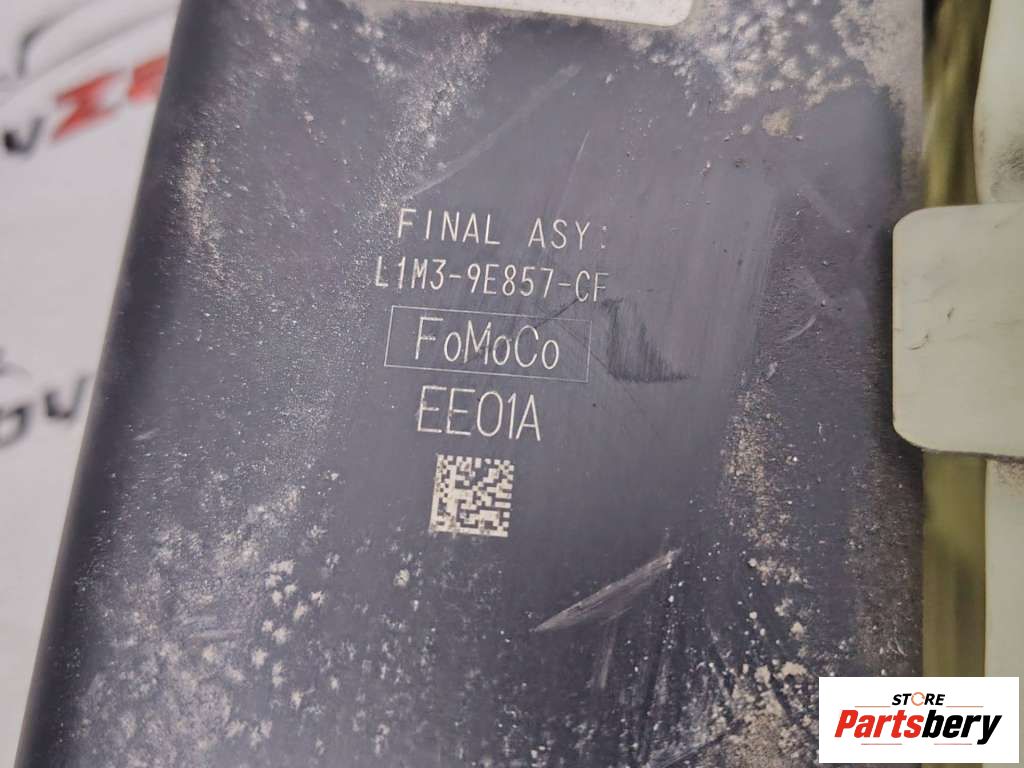 FINAL ASY:
L1M3-9E857-CF
FoMoCo
EE01A
STORE
Partsbery